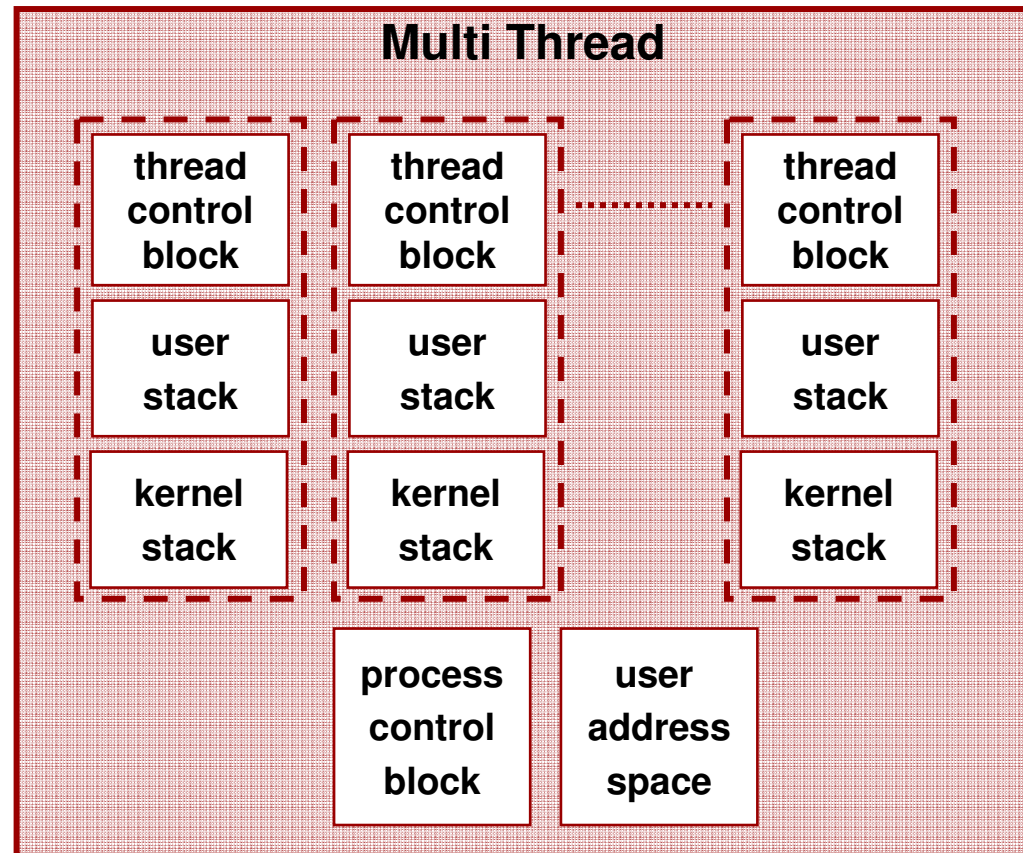 Multi Thread
thread
control
block
user
stack
kernel
stack
thread
control
block
user
stack
kernel
stack
thread
control
block
user
stack
kernel
stack
process
control
block
user
address
space